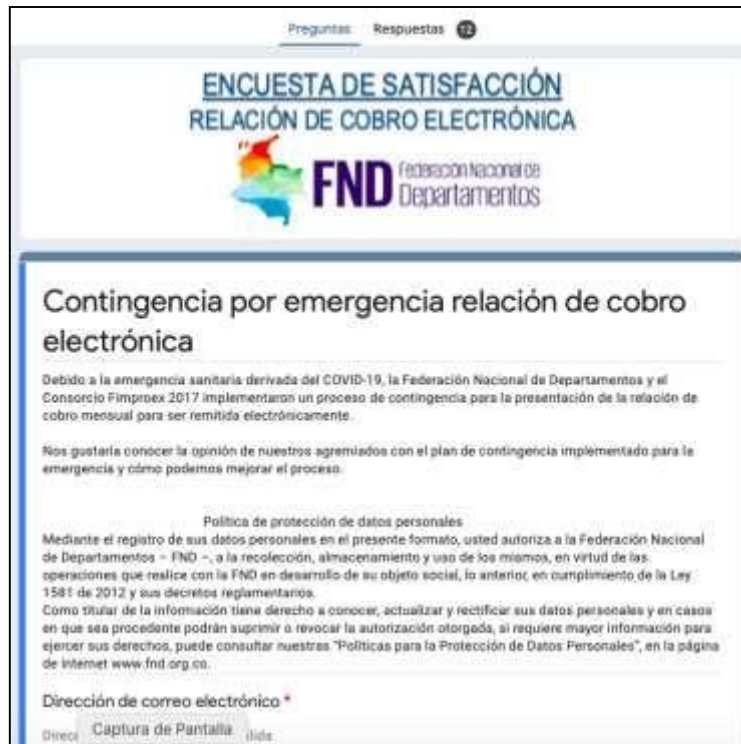 Preguntas Respuestas 12
ENCUESTA DE SATISFACCIÓN
RELACIÓN DE COBRO ELECTRÓNICA
FND Federación Nacional de
Departamentos
Contingencia por emergencia relación de cobro
electrónica
Debido a la emergencia sanitaria derivada del COVID-19, la Federación Nacional de Departamentos y el
Consorcio Fimproex 2017 implementaron un proceso de contingencia para la presentación de la relación de
cobro mensual para ser remitida electrónicamente.
Nos gustaría conocer la opinión de nuestros agremiados con el plan de contingencia implementado para la
emergencia y cómo podemos mejorar el proceso.
Política de protección de datos personales
Mediante el registro de sus datos personales en el presente formato, usted autoriza a la Federación Nacional
de Departamentos – FND –, a la recolección, almacenamiento y uso de los mismos, en virtud de las
operaciones que realice con la FND en desarrollo de su objeto social, lo anterior, en cumplimiento de la Ley
1581 de 2012 y sus decretos reglamentarios.
Como titular de la información tiene derecho a conocer, actualizar y rectificar sus datos personales y en casos
en que sea procedente podrán suprimir o revocar la autorización otorgada, si requiere mayor información para
ejercer sus derechos, puede consultar nuestras "Políticas para la Protección de Datos Personales", en la página
de internet www.fnd.org.co.
Dirección de correo electrónico *
Captura de Pantalla